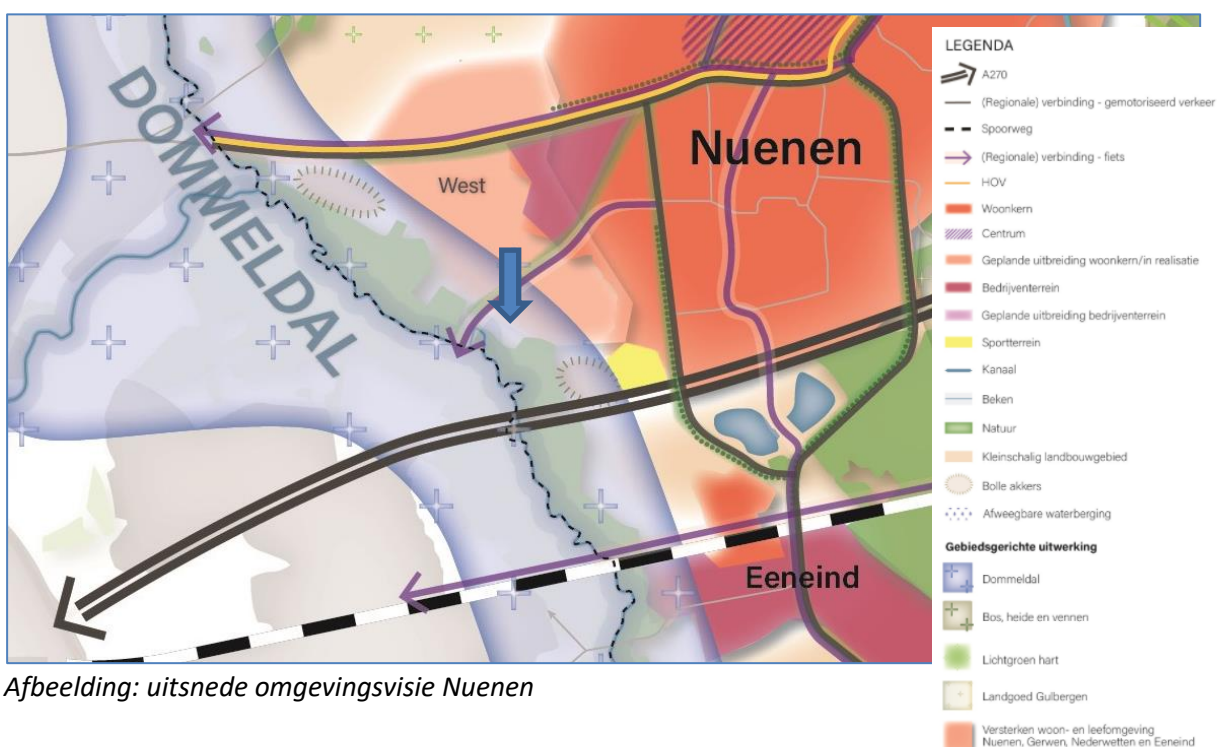 DOMMELDAL
West
Nuenen
Eeneind
LEGENDA
A270
(Regionale) verbinding - gemotoriseerd verkeer
Spoorweg
(Regionale) verbinding - fiets
HOV
Woonkern
Centrum
Geplande uitbreiding woonkern/in realisatie
Bedrijventerrein
Geplande uitbreiding bedrijventerrein
Sportterrein
Kanaal
Beken
Natuur
Kleinschalig landbouwgebied
Bolle akkers
Afweegbare waterberging
Gebiedsgerichte uitwerking
Dommeldal
Bos, heide en vennen
Lichtgroen hart
Landgoed Gulbergen
Versterken woon- en leefomgeving
Nuenen, Gerwen, Nederwetten en Eeneind
Afbeelding: uitsnede omgevingsvisie Nuenen